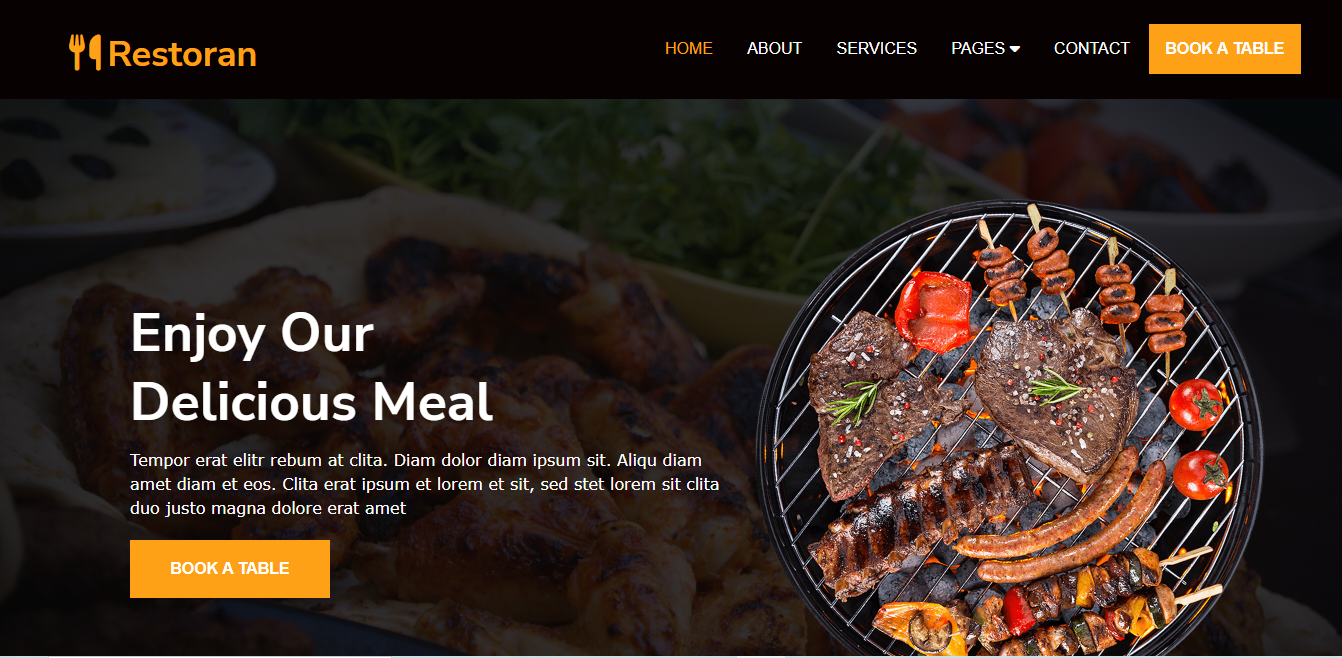 Restoran
HOME ABOUT SERVICES PAGES CONTACT BOOK A TABLE
Enjoy Our
Delicious Meal
Tempor erat elitr rebum at clita. Diam dolor diam ipsum sit. Aliqu diam
amet diam et eos. Clita erat ipsum et lorem et sit, sed stet lorem sit clita
duo justo magna dolore erat amet
BOOK A TABLE